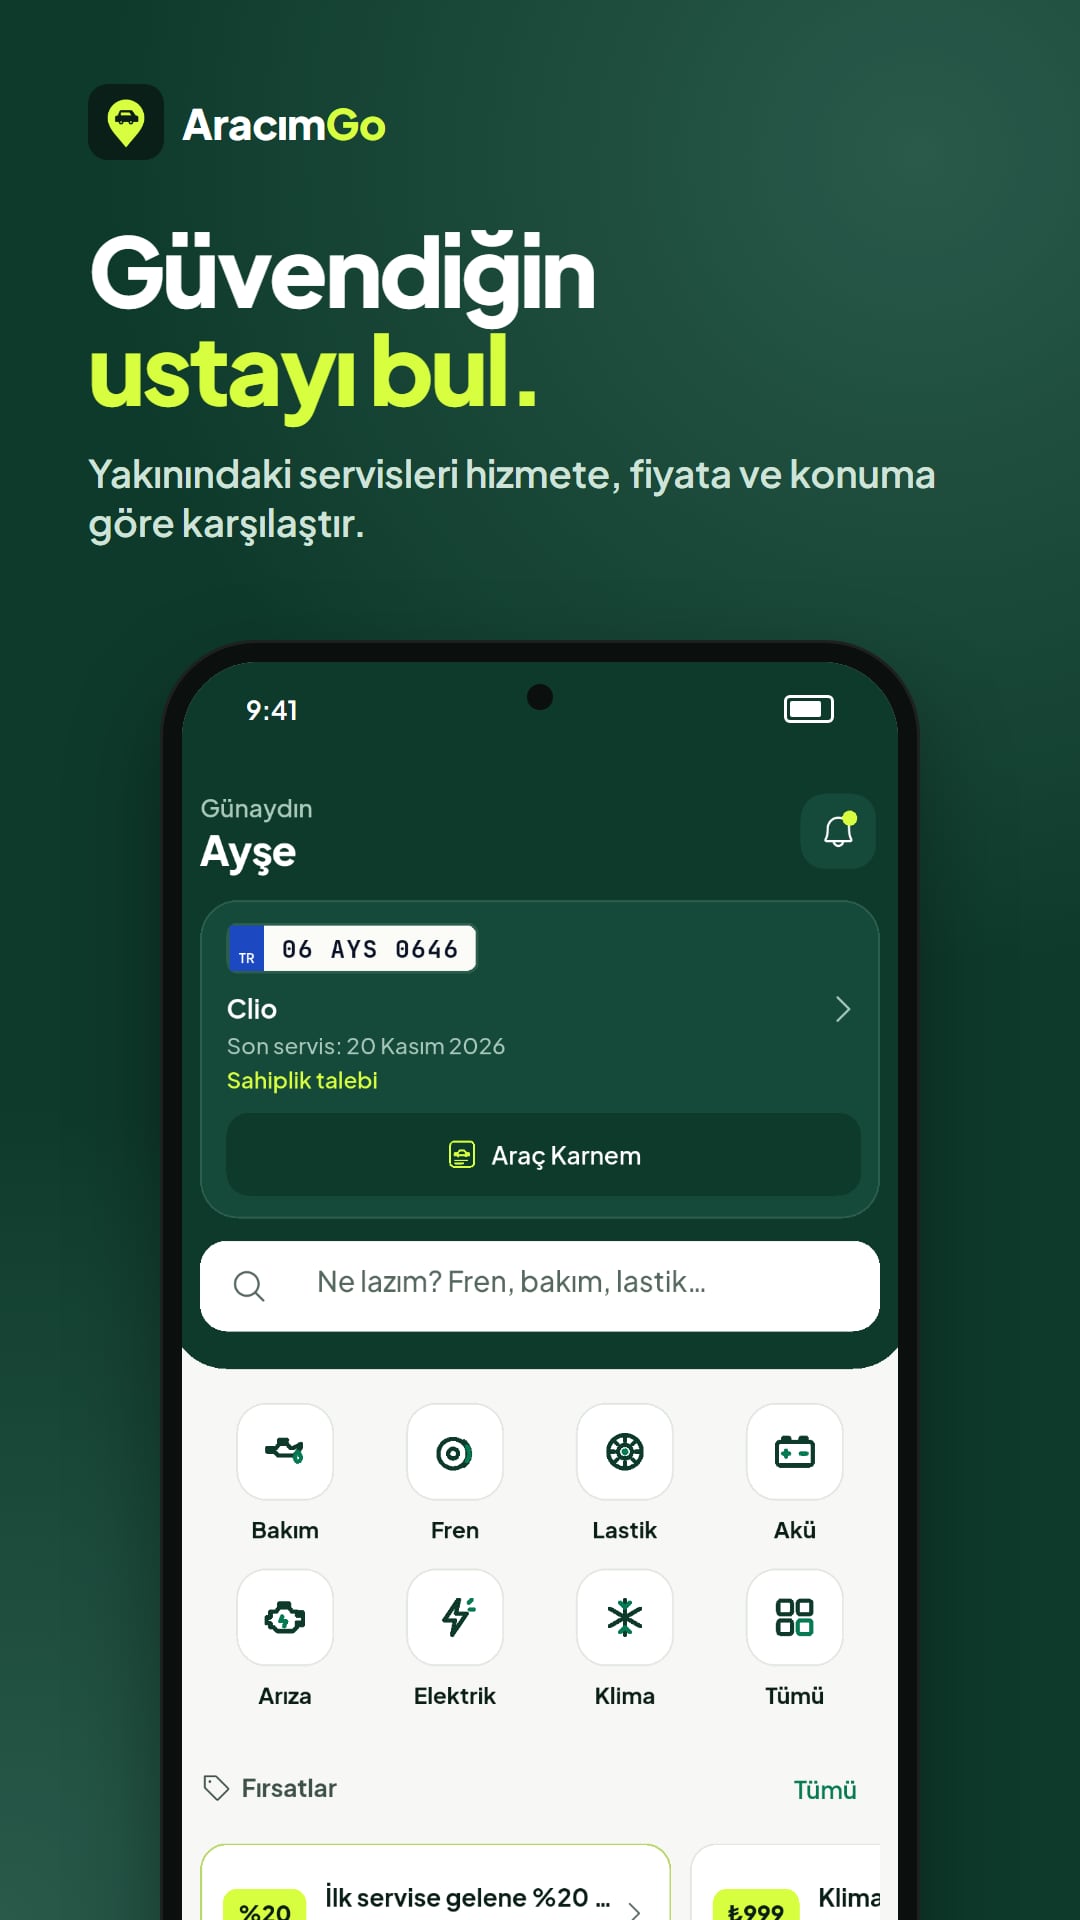 AracımGo
Güvendiğin
ustayı bul.
Yakınındaki servisleri hizmete, fiyata ve konuma
göre karşılaştır.
9:41
Günaydın
Ayşe
TR 06 AYS 0646
Clio
Son servis: 20 Kasım 2026
Sahiplik talebi
Araç Karnem
Ne lazım? Fren, bakım, lastik...
Bakım Fren Lastik Akü
Arıza Elektrik Klima Tümü
Fırsatlar Tümü
İlk servise gelene %20 ... Klima
%20 ₺999